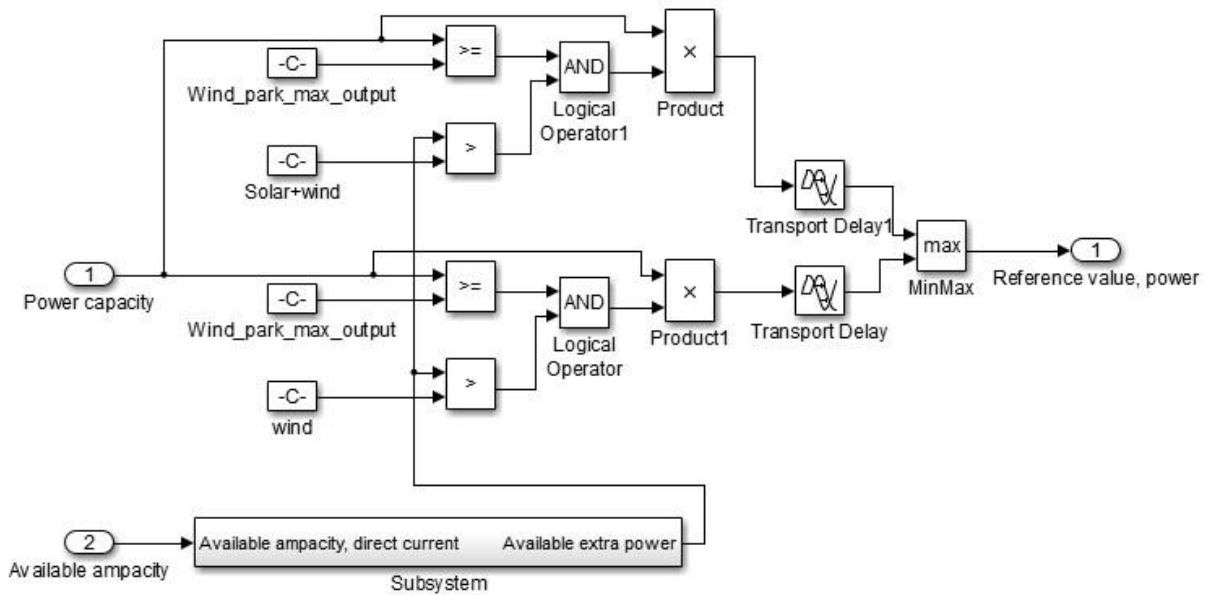 >=
-C-
Wind_park_max_output
AND
Logical
Operator1
×
Product
>
-C-
Solar+wind
Transport Delay1
1
Power capacity
>=
-C-
Wind_park_max_output
AND
Logical
Operator
×
Product1
Transport Delay
max
MinMax
1
Reference value, power
>
-C-
wind
2
Available ampacity
Available ampacity, direct current
Available extra power
Subsystem